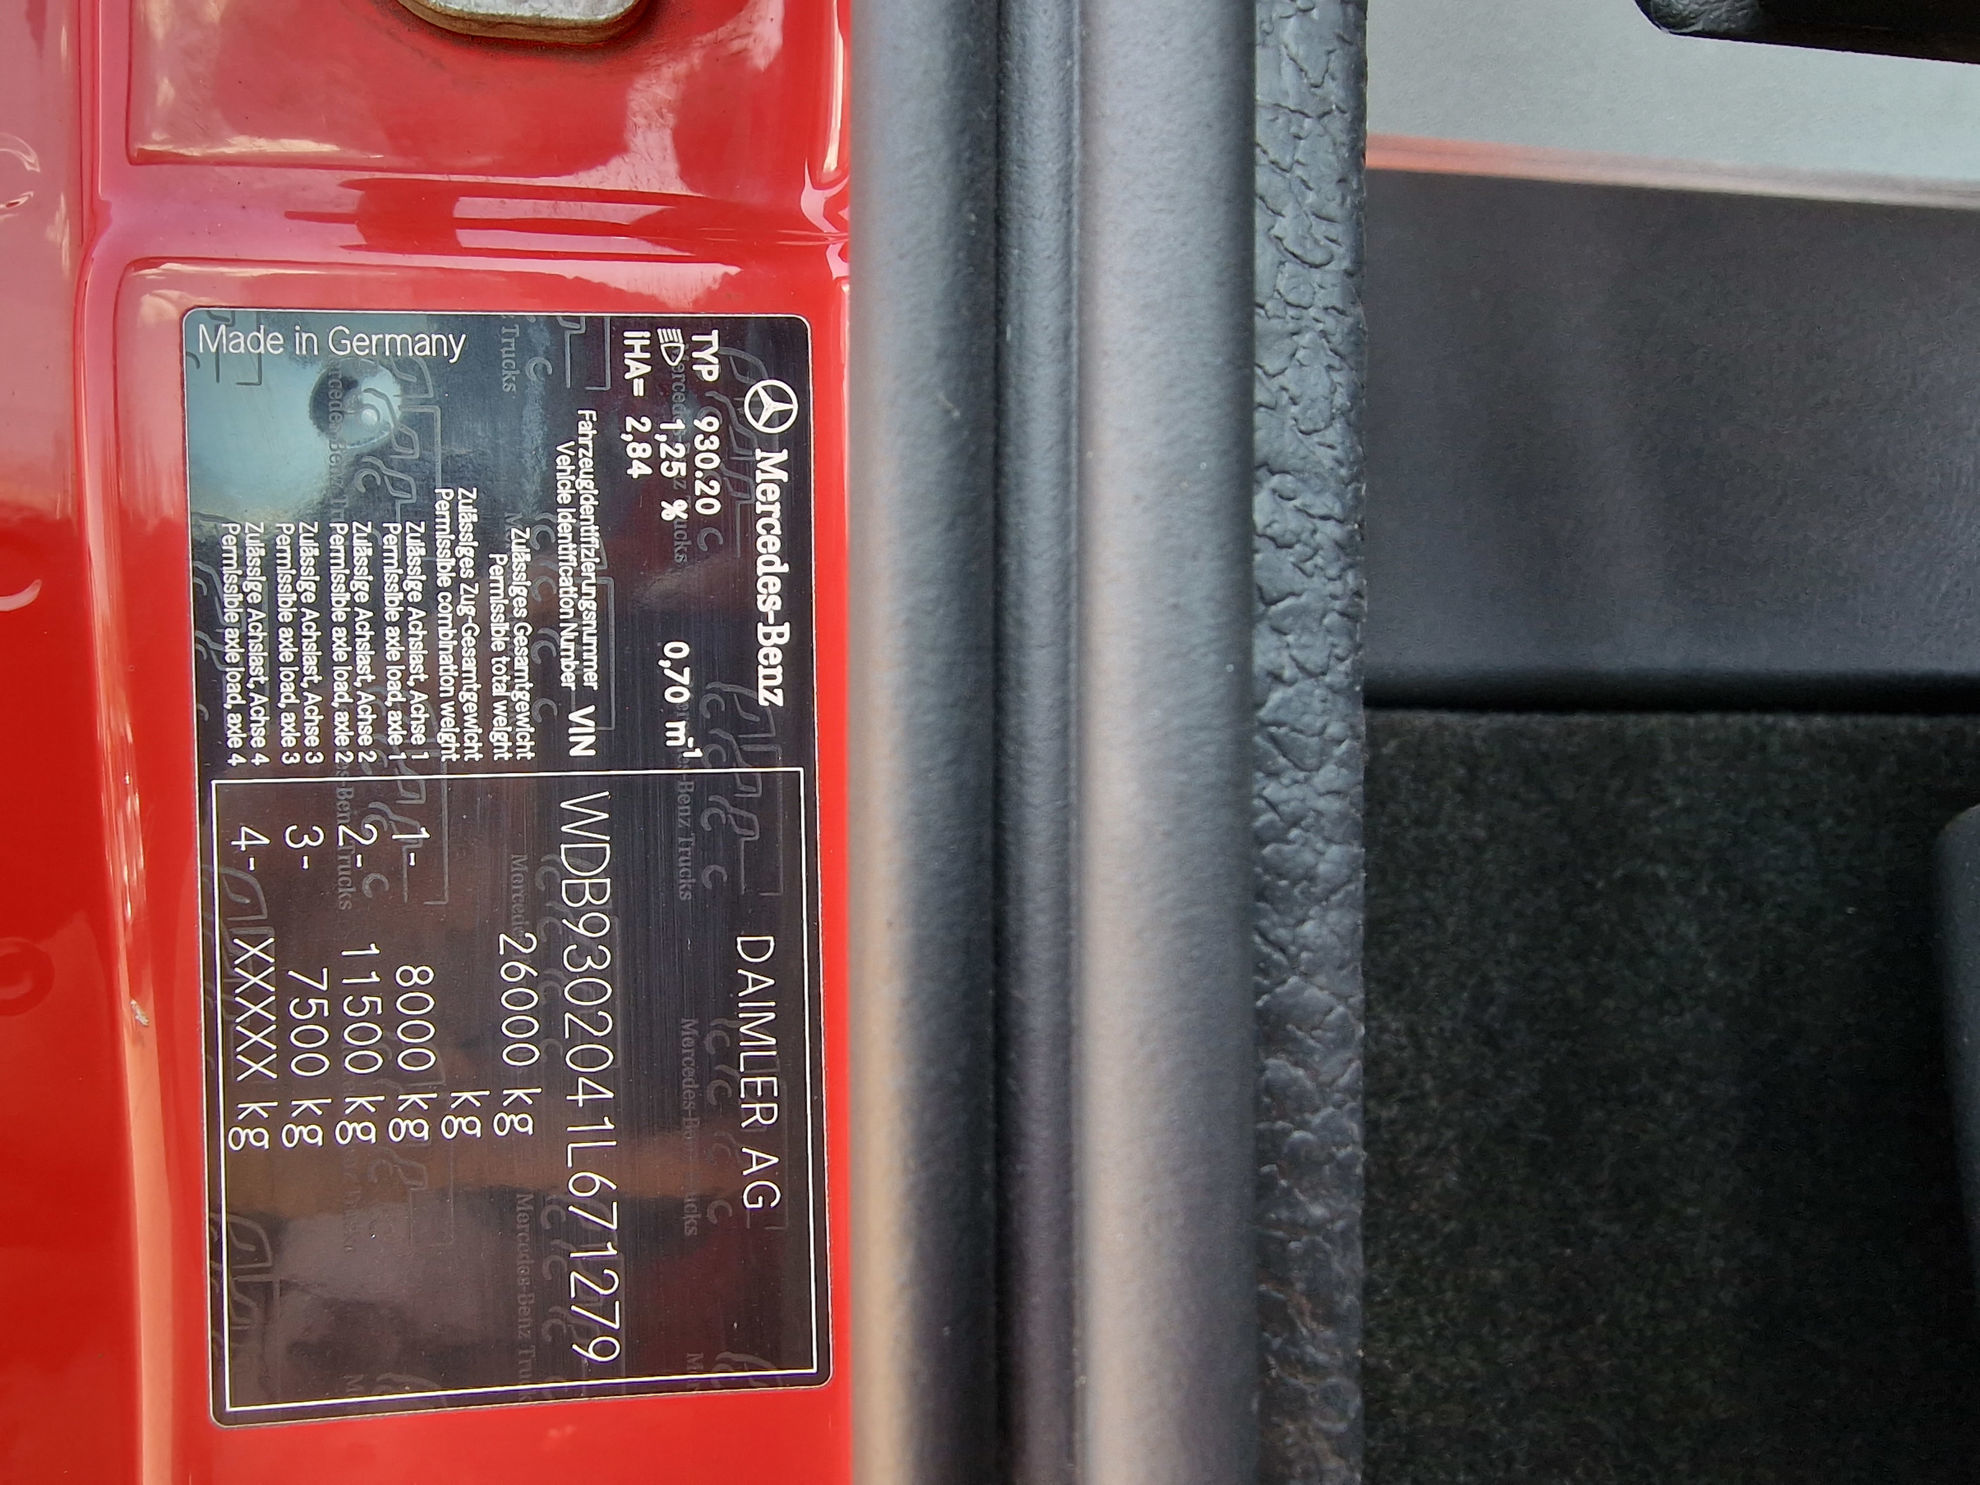 Mercedes-Benz
DAIMLER AG
TYP 930.20
1,25 % 0,70 m⁻¹
IHA= 2,84
Fahrzeugidentifizierungsnummer
Vehicle Identification Number VIN WDB9302041L671279
Zulässiges Gesamtgewicht
Permissible total weight 26000 kg
Zulässiges Zug-Gesamtgewicht
Permissible combination weight kg
Zulässige Achslast, Achse 1
Permissible axle load, axle 1 1- 8000 kg
Zulässige Achslast, Achse 2
Permissible axle load, axle 2 2- 11500 kg
Zulässige Achslast, Achse 3
Permissible axle load, axle 3 3- 7500 kg
Zulässige Achslast, Achse 4
Permissible axle load, axle 4 4- XXXXX kg
Made in Germany